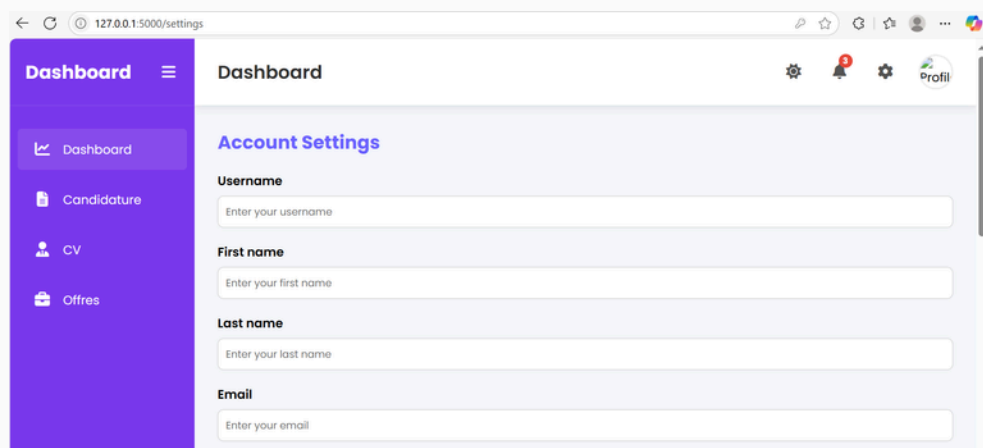 127.0.0.1:5000/settings
Dashboard
Dashboard
3
Profil
Dashboard
Candidature
CV
Offres
Account Settings
Username
Enter your username
First name
Enter your first name
Last name
Enter your last name
Email
Enter your email